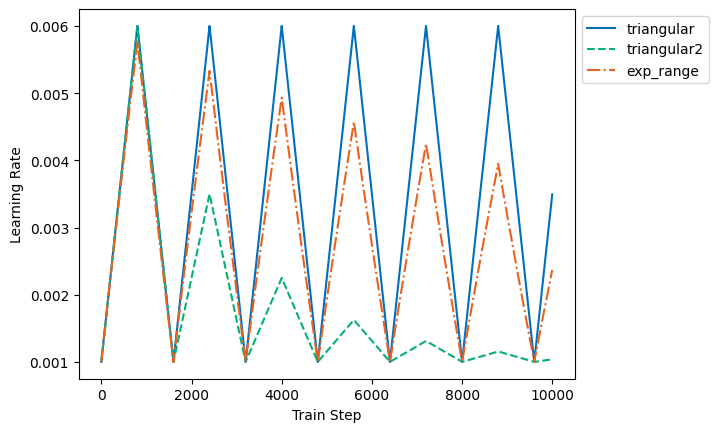 0.006
0.005
0.004
0.003
0.002
0.001
Learning Rate
0
2000
4000
6000
8000
10000
Train Step
triangular
triangular2
exp_range